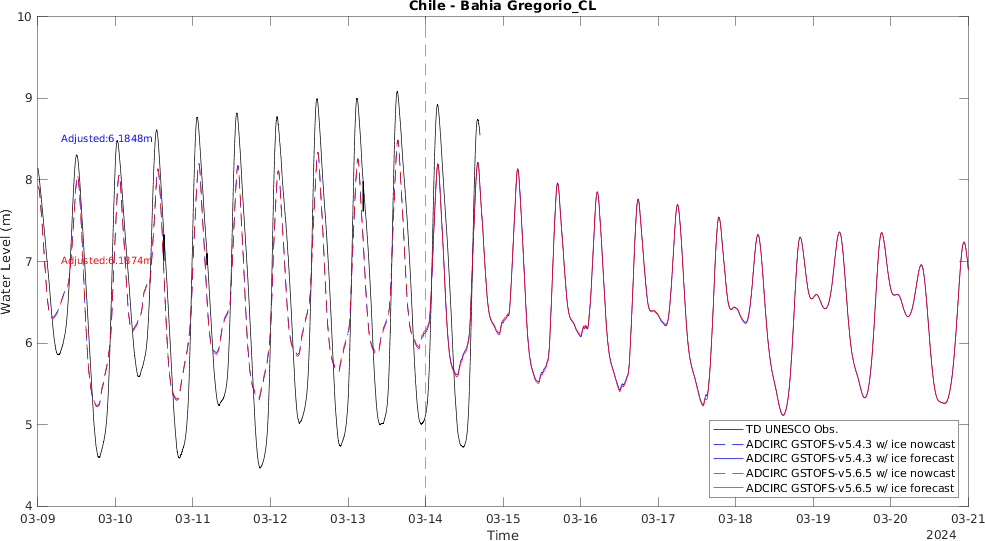 Chile - Bahia Gregorio_CL
10
9
8
7
6
5
4
Water Level (m)
Adjusted:6.1848m
Adjusted:6.1874m
TD UNESCO Obs.
ADCIRC GSTOFS-v5.4.3 w/ ice nowcast
ADCIRC GSTOFS-v5.4.3 w/ ice forecast
ADCIRC GSTOFS-v5.6.5 w/ ice nowcast
ADCIRC GSTOFS-v5.6.5 w/ ice forecast
03-09 03-10 03-11 03-12 03-13 03-14 03-15 03-16 03-17 03-18 03-19 03-20 03-21
Time
2024